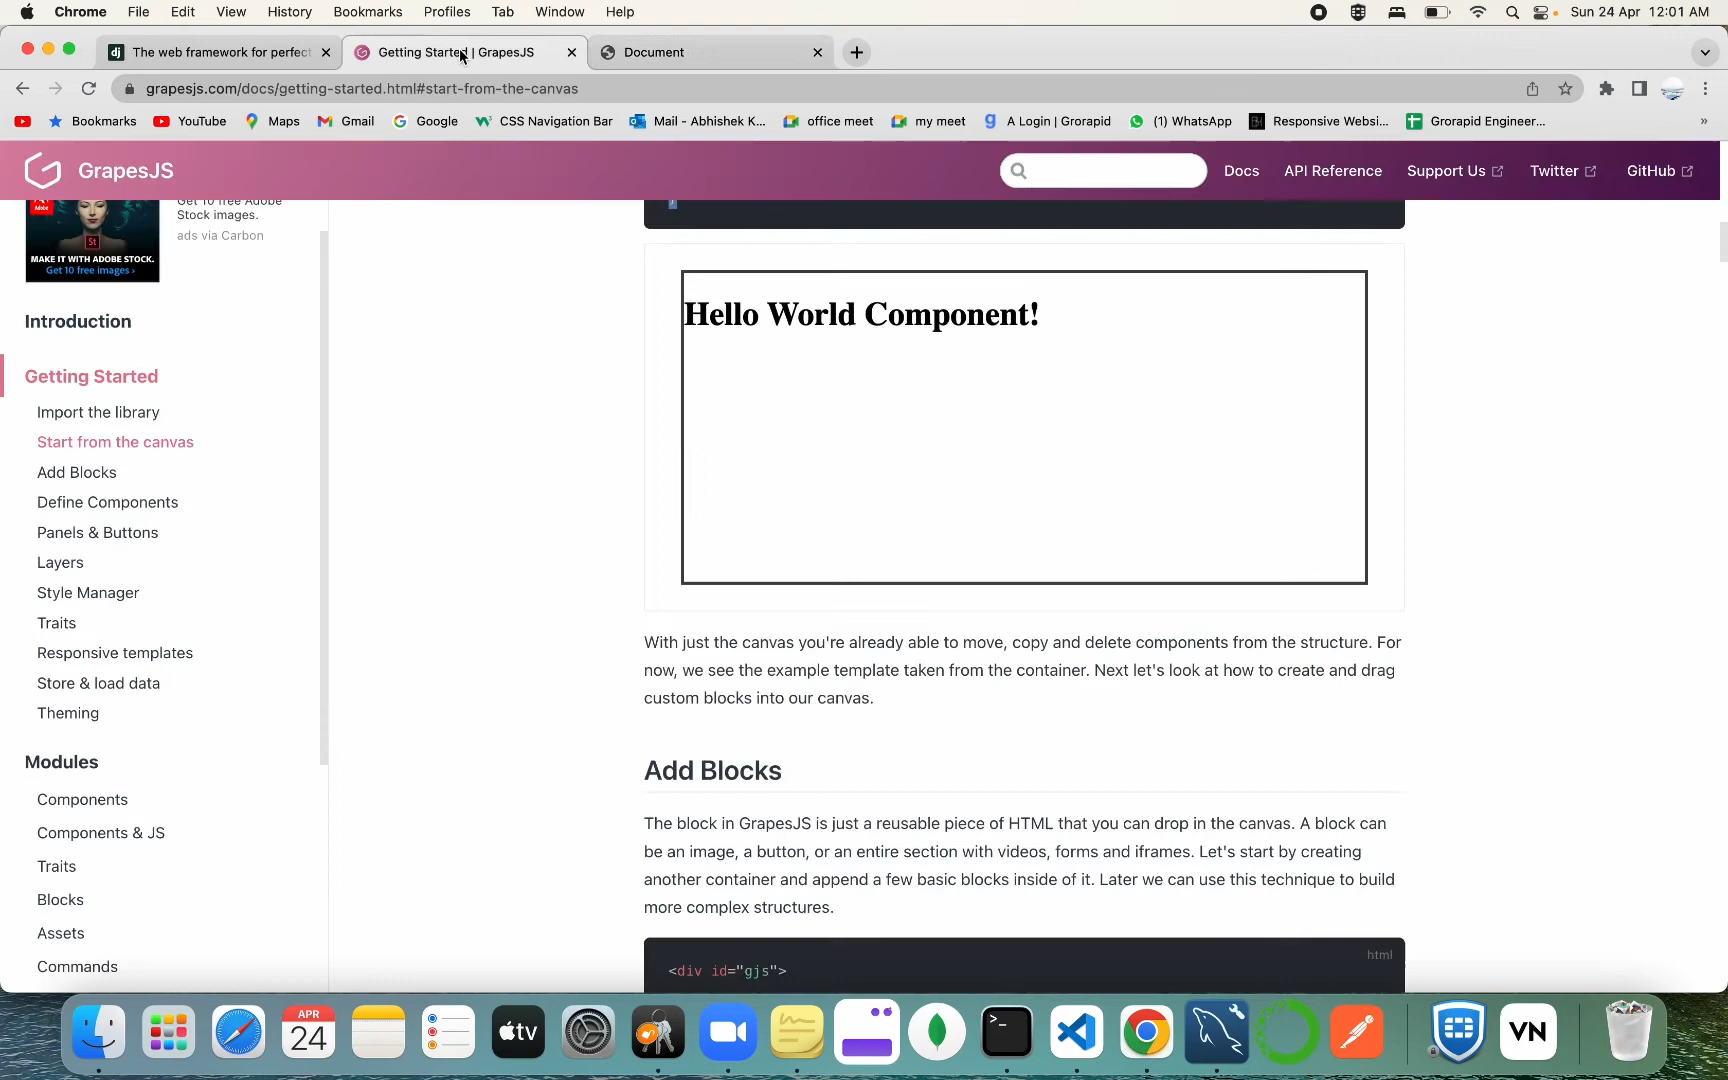 Chrome File Edit View History Bookmarks Profiles Tab Window Help Sun 24 Apr 12:01 AM
dj The web framework for perfect Getting Started | GrapesJS Document
grapesjs.com/docs/getting-started.html#start-from-the-canvas
Bookmarks YouTube Maps Gmail Google CSS Navigation Bar Mail - Abhishek K... office meet my meet A Login | Grorapid (1) WhatsApp Responsive Websi... Grorapid Engineer... »
GrapesJS Docs API Reference Support Us Twitter GitHub
Get 10 free Adobe
Stock images.
ads via Carbon
St
MAKE IT WITH ADOBE STOCK.
Get 10 free images ›
Introduction
Getting Started
Import the library
Start from the canvas
Add Blocks
Define Components
Panels & Buttons
Layers
Style Manager
Traits
Responsive templates
Store & load data
Theming
Modules
Components
Components & JS
Traits
Blocks
Assets
Commands
Hello World Component!
With just the canvas you're already able to move, copy and delete components from the structure. For
now, we see the example template taken from the container. Next let's look at how to create and drag
custom blocks into our canvas.
Add Blocks
The block in GrapesJS is just a reusable piece of HTML that you can drop in the canvas. A block can
be an image, a button, or an entire section with videos, forms and iframes. Let's start by creating
another container and append a few basic blocks inside of it. Later we can use this technique to build
more complex structures.
html
<div id="gjs">
APR
24
tv
>_
VN